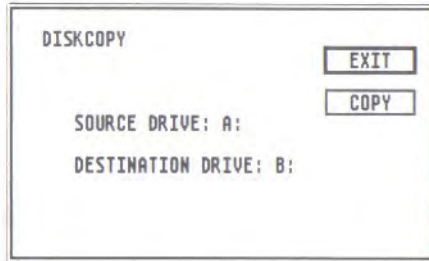 DISKCOPY
EXIT
COPY
SOURCE DRIVE: A:
DESTINATION DRIVE: B: